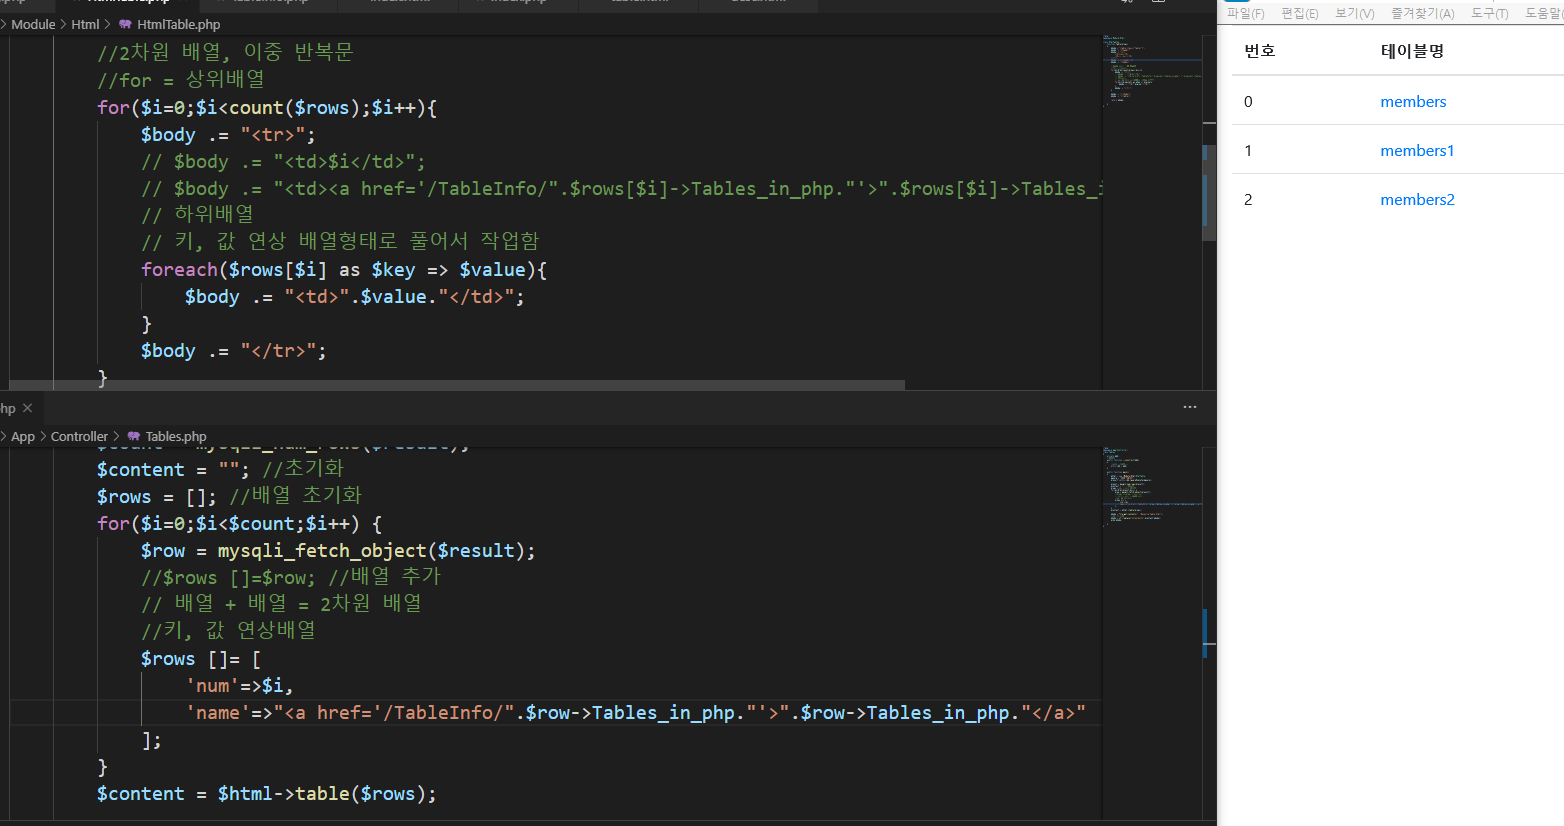 Module > Html > HtmlTable.php
//2차원 배열, 이중 반복문
//for = 상위배열
for($i=0;$i<count($rows);$i++){
$body .= "<tr>";
// $body .= "<td>$i</td>";
// $body .= "<td><a href='/TableInfo/".$rows[$i]->Tables_in_php."'>".$rows[$i]->Tables_i
// 하위배열
// 키, 값 연상 배열형태로 풀어서 작업함
foreach($rows[$i] as $key => $value){
$body .= "<td>".$value."</td>";
}
$body .= "</tr>";
}
hp ×
App > Controller > Tables.php
$content = ""; //초기화
$rows = []; //배열 초기화
for($i=0;$i<$count;$i++) {
$row = mysqli_fetch_object($result);
//$rows []=$row; //배열 추가
// 배열 + 배열 = 2차원 배열
//키, 값 연상배열
$rows []= [
'num'=>$i,
'name'=>"<a href='/TableInfo/".$row->Tables_in_php."'>".$row->Tables_in_php."</a>"
];
}
$content = $html->table($rows);
파일(F) 편집(E) 보기(V) 즐겨찾기(A) 도구(T) 도움말(
번호 테이블명
0 members
1 members1
2 members2